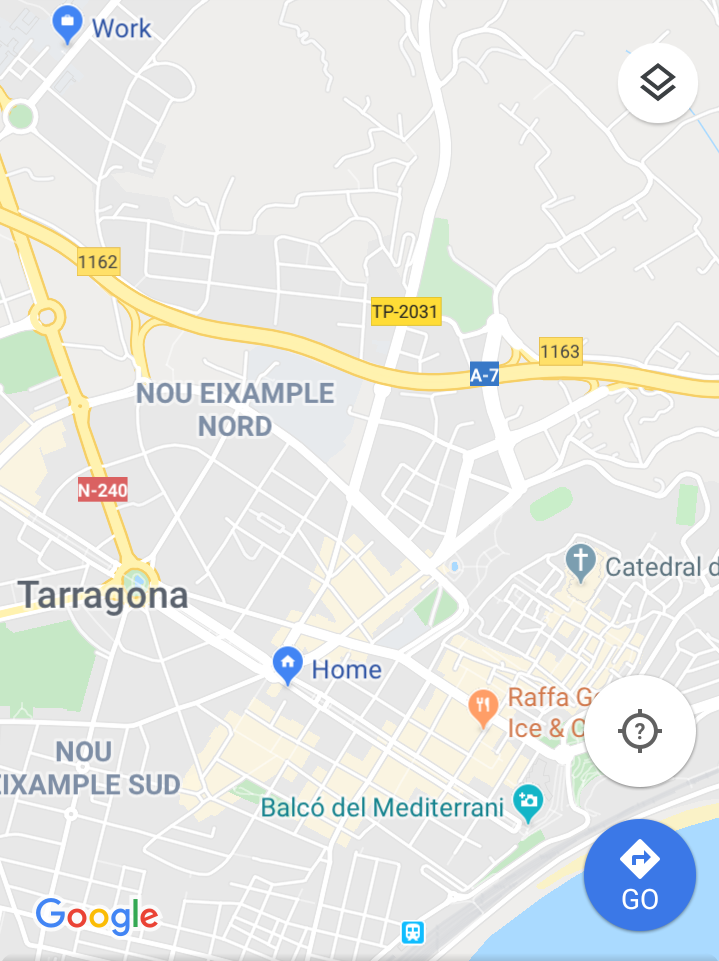 Work
1162
TP-2031
1163
A-7
NOU EIXAMPLE
NORD
N-240
Catedral d
Tarragona
Home
Raffa G
Ice & C
NOU
EIXAMPLE SUD
Balcó del Mediterrani
GO
Google